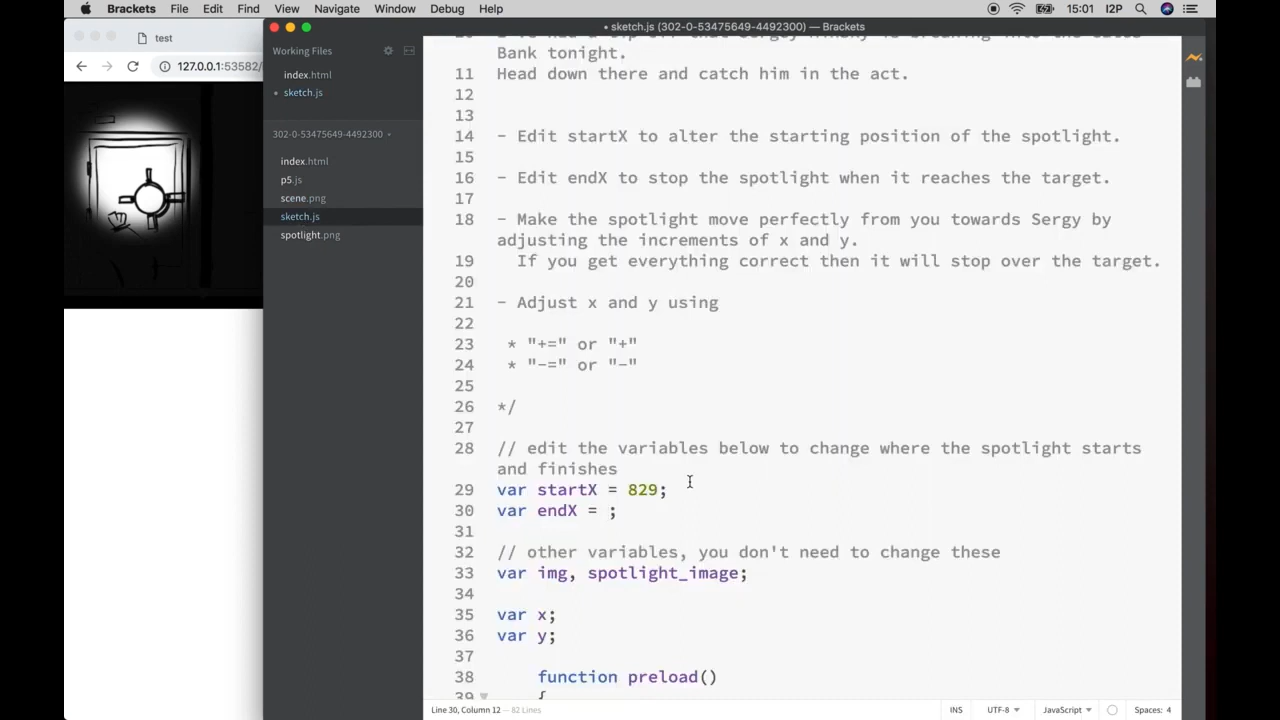 Brackets File Edit Find View Navigate Window Debug Help 15:01 I2P
test
127.0.0.1:53582/
• sketch.js (302-0-53475649-4492300) — Brackets
Working Files
index.html
sketch.js
302-0-53475649-4492300
index.html
p5.js
scene.png
sketch.js
spotlight.png
Bank tonight.
11 Head down there and catch him in the act.
12
13
14 - Edit startX to alter the starting position of the spotlight.
15
16 - Edit endX to stop the spotlight when it reaches the target.
17
18 - Make the spotlight move perfectly from you towards Sergy by
adjusting the increments of x and y.
19 If you get everything correct then it will stop over the target.
20
21 - Adjust x and y using
22
23 * "+=" or "+"
24 * "-=" or "-"
25
26 */
27
28 // edit the variables below to change where the spotlight starts
and finishes
29 var startX = 829;
30 var endX = ;
31
32 // other variables, you don't need to change these
33 var img, spotlight_image;
34
35 var x;
36 var y;
37
38 function preload()
39 {
Line 30, Column 12 — 82 Lines
INS UTF-8 JavaScript Spaces: 4